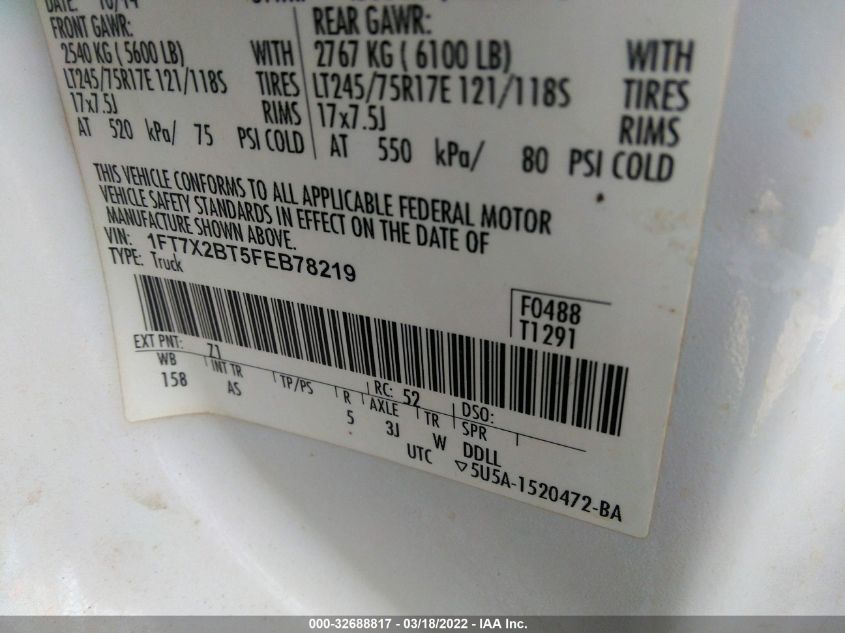 DATE: 10/14
FRONT GAWR:
2540 KG ( 5600 LB) WITH
LT245/75R17E 121/118S TIRES
17x7.5J RIMS
AT 520 kPa/ 75 PSI COLD
REAR GAWR:
2767 KG ( 6100 LB) WITH
LT245/75R17E 121/118S TIRES
17x7.5J RIMS
AT 550 kPa/ 80 PSI COLD
THIS VEHICLE CONFORMS TO ALL APPLICABLE FEDERAL MOTOR
VEHICLE SAFETY STANDARDS IN EFFECT ON THE DATE OF
MANUFACTURE SHOWN ABOVE.
VIN: 1FT7X2BT5FEB78219
TYPE: Truck
F0488
T1291
EXT PNT: 71 RC: 52 DSO:
WB INT TR TP/PS R AXLE TR SPR
158 AS 5 3J W DDLL
UTC ▽5U5A-1520472-BA
000-32688817 - 03/18/2022 - IAA Inc.